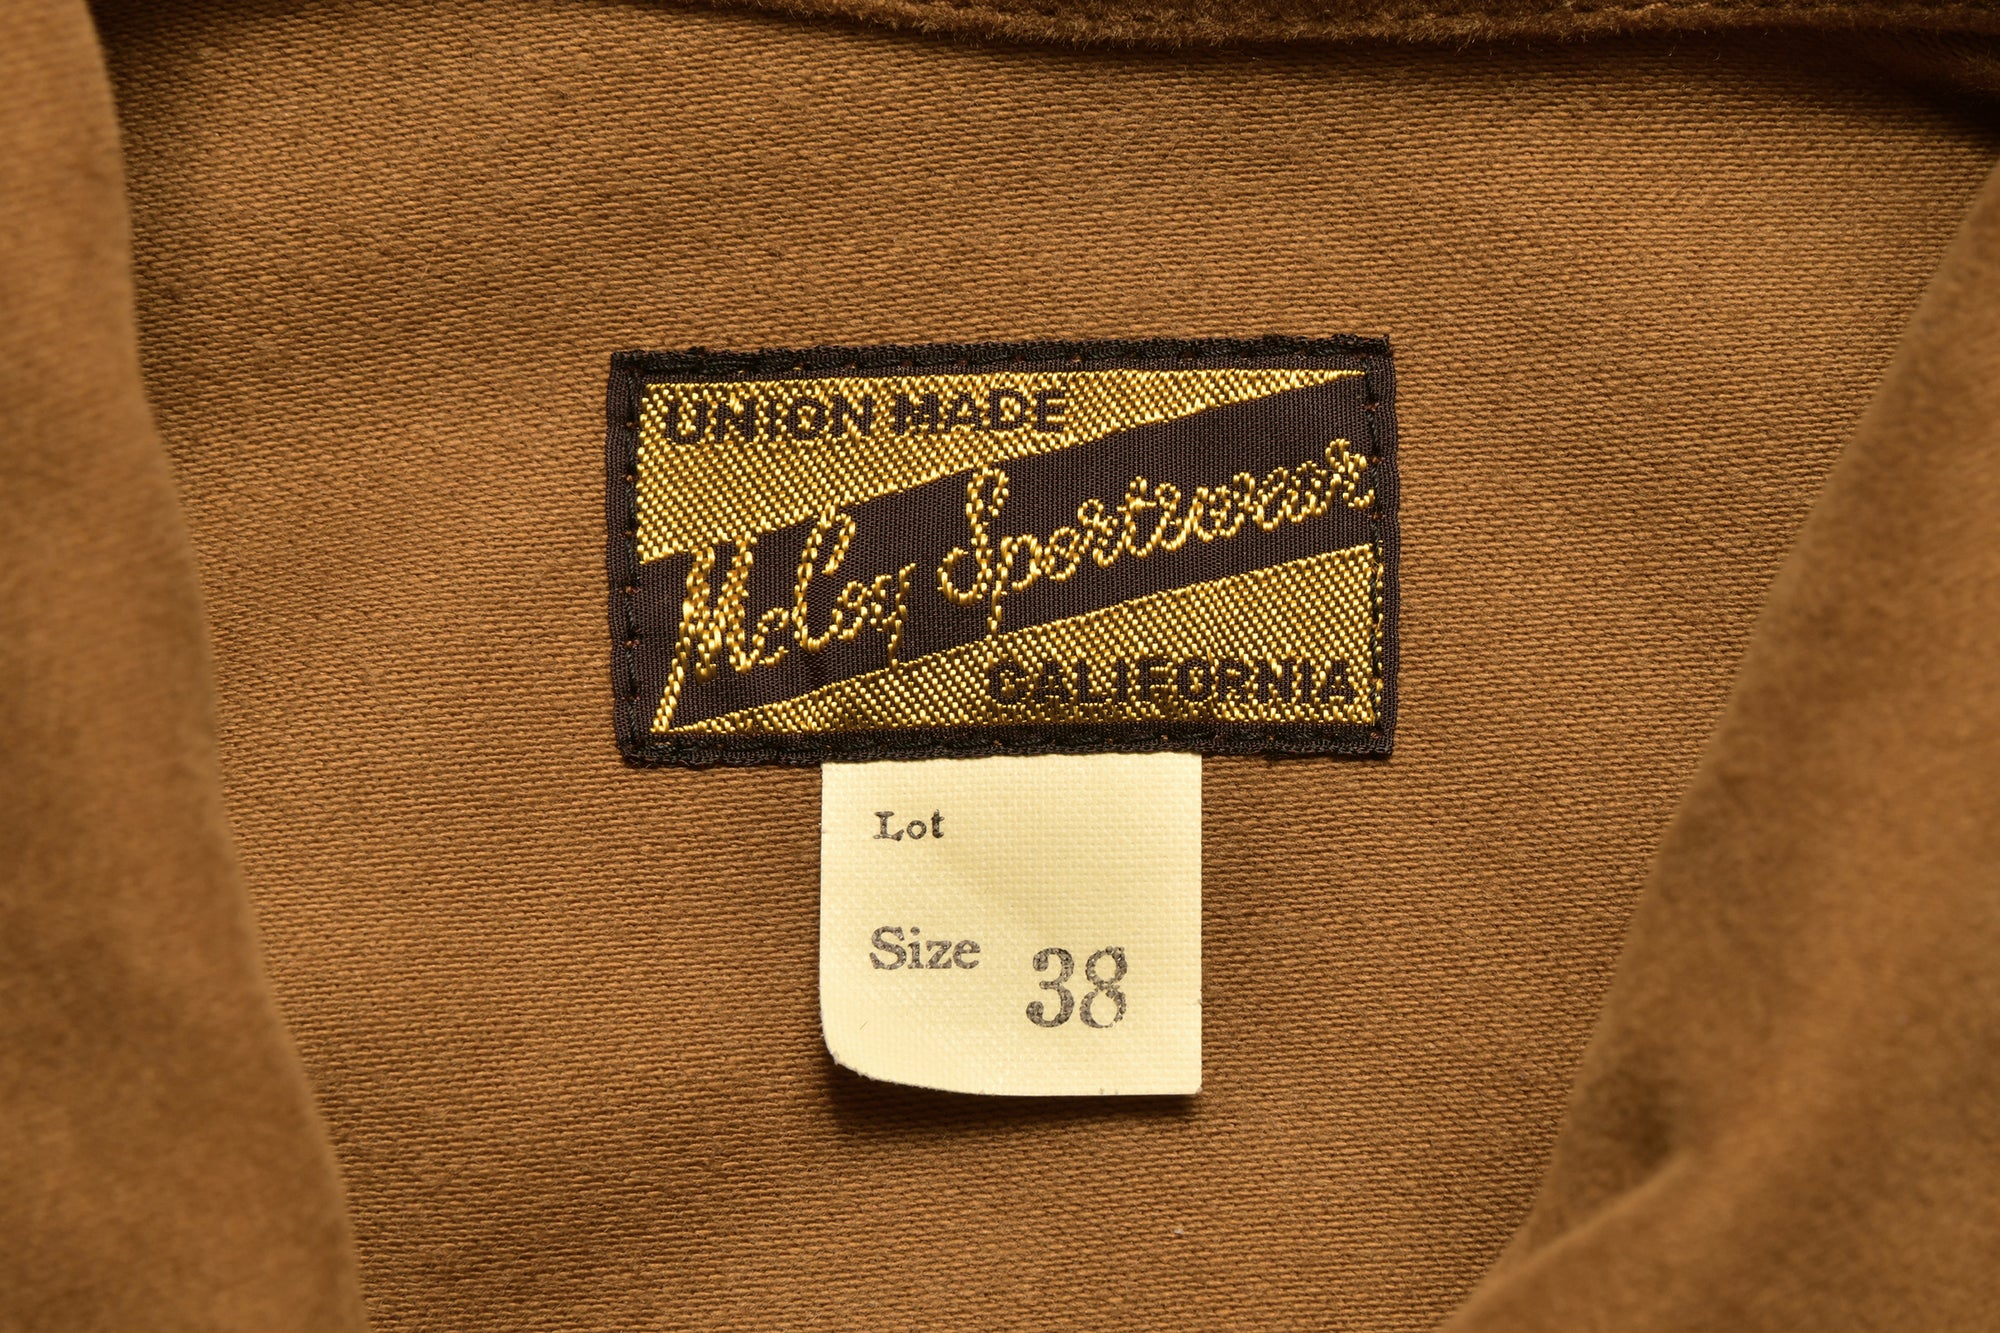 UNION MADE
McCoy Sportswear
CALIFORNIA
Lot
Size 38